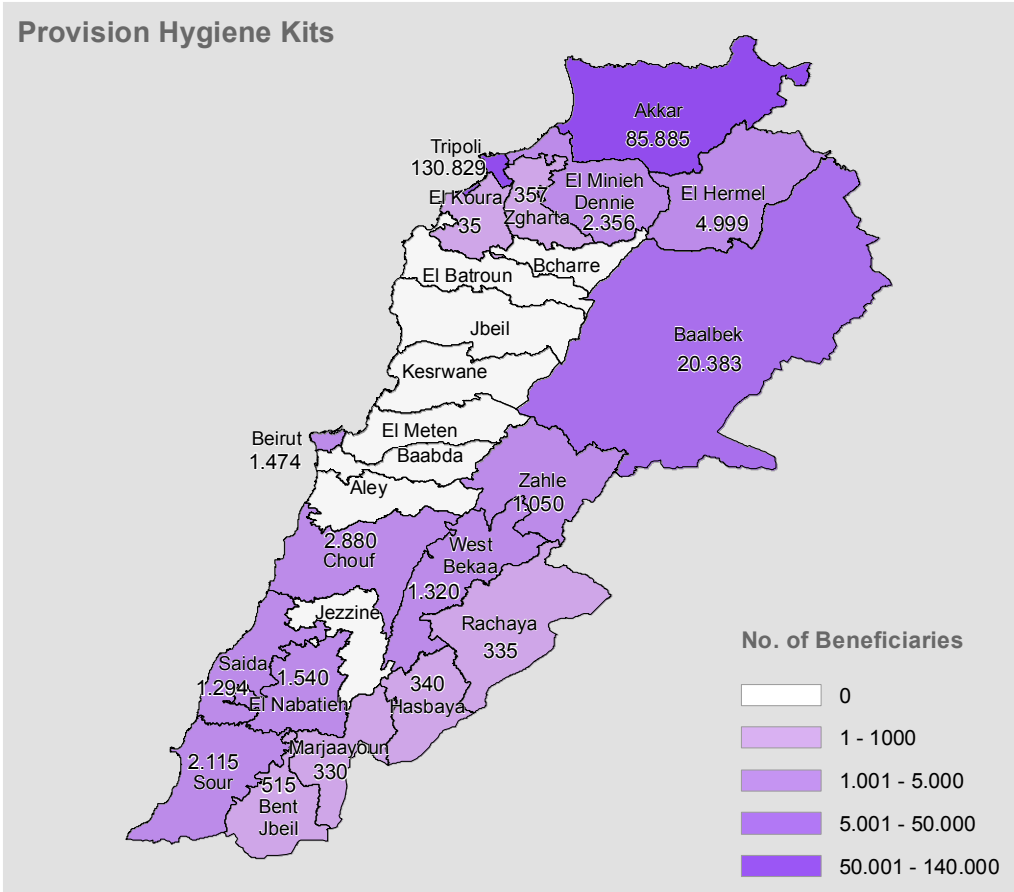 Provision Hygiene Kits
Akkar
85.885
Tripoli
130.829
El Koura
35
357
Zgharta
El Minieh
Dennie
2.356
El Hermel
4.999
Bcharre
El Batroun
Jbeil
Baalbek
20.383
Kesrwane
El Meten
Beirut
1.474
Baabda
Aley
Zahle
1.050
2.880
Chouf
West
Bekaa
1.320
Jezzine
Rachaya
335
Saida
1.294
1.540
El Nabatieh
340
Hasbaya
Marjaayoun
330
2.115
Sour
515
Bent
Jbeil
No. of Beneficiaries
0
1 - 1000
1.001 - 5.000
5.001 - 50.000
50.001 - 140.000